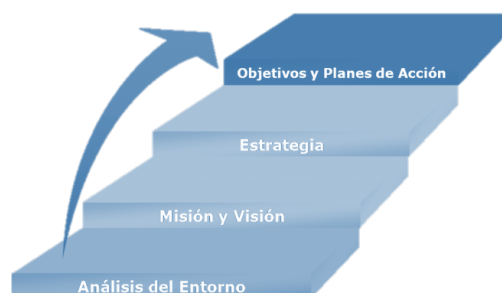 Objetivos y Planes de Acción
Estrategia
Misión y Visión
Análisis del Entorno